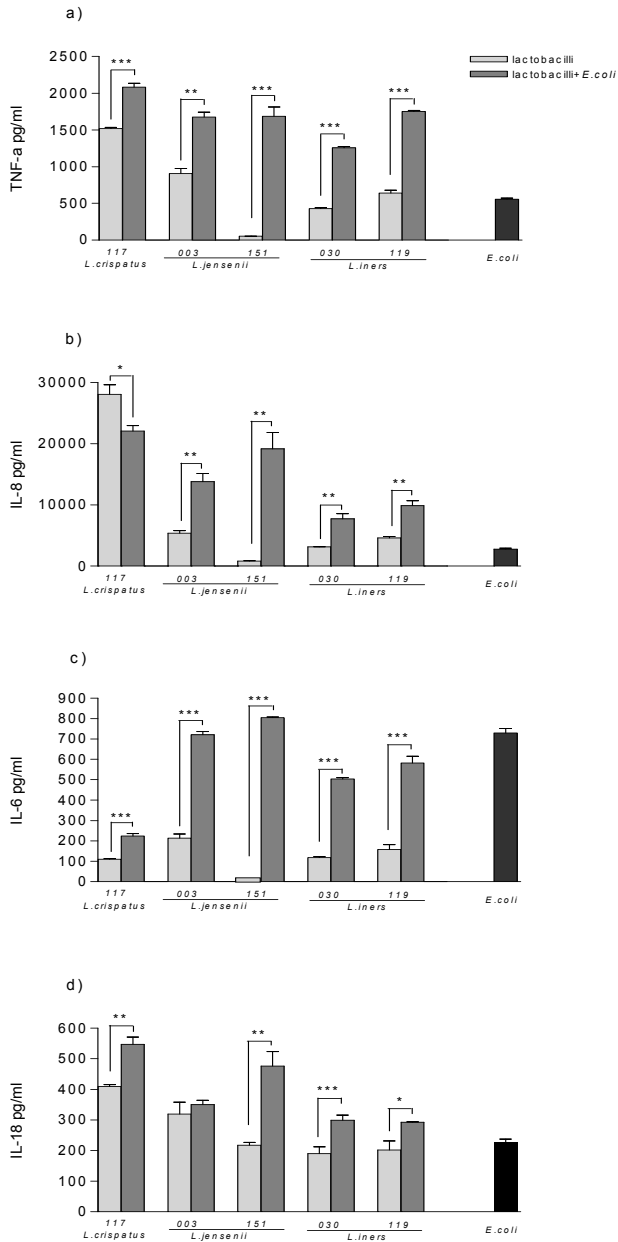 a)
lactobacilli
lactobacilli+E.coli
TNF-a pg/ml
2500
2000
1500
1000
500
0
*** ** *** *** ***
117 003 151 030 119
L.crispatus L.jensenii L.iners E.coli
b)
IL-8 pg/ml
30000
20000
10000
0
* ** ** ** **
117 003 151 030 119
L.crispatus L.jensenii L.iners E.coli
c)
IL-6 pg/ml
900
800
700
600
500
400
300
200
100
0
*** *** *** *** ***
117 003 151 030 119
L.crispatus L.jensenii L.iners E.coli
d)
IL-18 pg/ml
600
500
400
300
200
100
0
** ** *** *
117 003 151 030 119
L.crispatus L.jensenii L.iners E.coli